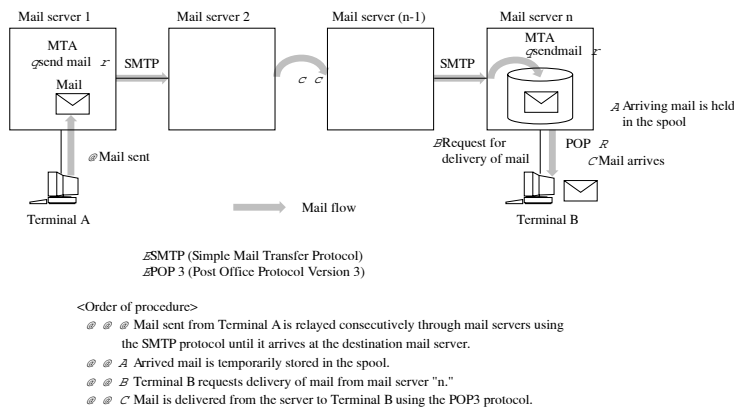 Mail server 1
Mail server 2
Mail server (n-1)
Mail server n
MTA
send mail
Mail
SMTP
SMTP
MTA
sendmail
Arriving mail is held
in the spool
Mail sent
Request for
delivery of mail
POP
Mail arrives
Terminal A
Mail flow
Terminal B
SMTP (Simple Mail Transfer Protocol)
POP 3 (Post Office Protocol Version 3)
<Order of procedure>
Mail sent from Terminal A is relayed consecutively through mail servers using
the SMTP protocol until it arrives at the destination mail server.
Arrived mail is temporarily stored in the spool.
Terminal B requests delivery of mail from mail server "n."
Mail is delivered from the server to Terminal B using the POP3 protocol.